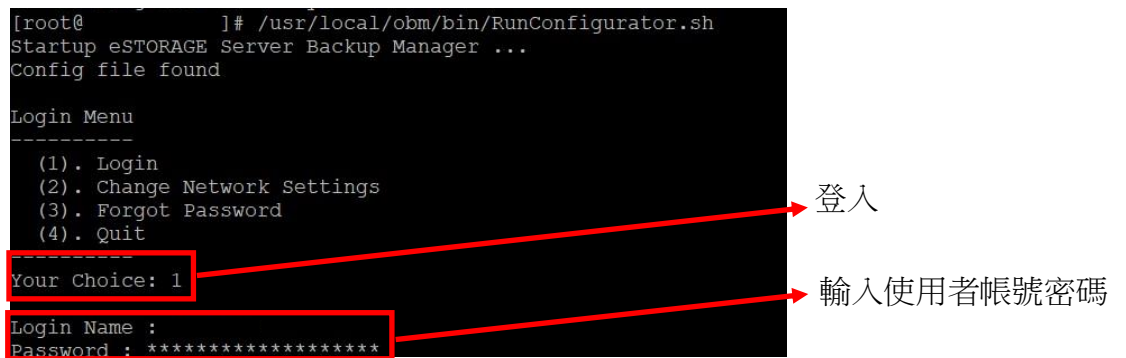 [root@ ]# /usr/local/obm/bin/RunConfigurator.sh
Startup eSTORAGE Server Backup Manager ...
Config file found
Login Menu
----------
(1). Login
(2). Change Network Settings
(3). Forgot Password
(4). Quit
----------
Your Choice: 1
登入
Login Name :
Password : *******************
輸入使用者帳號密碼